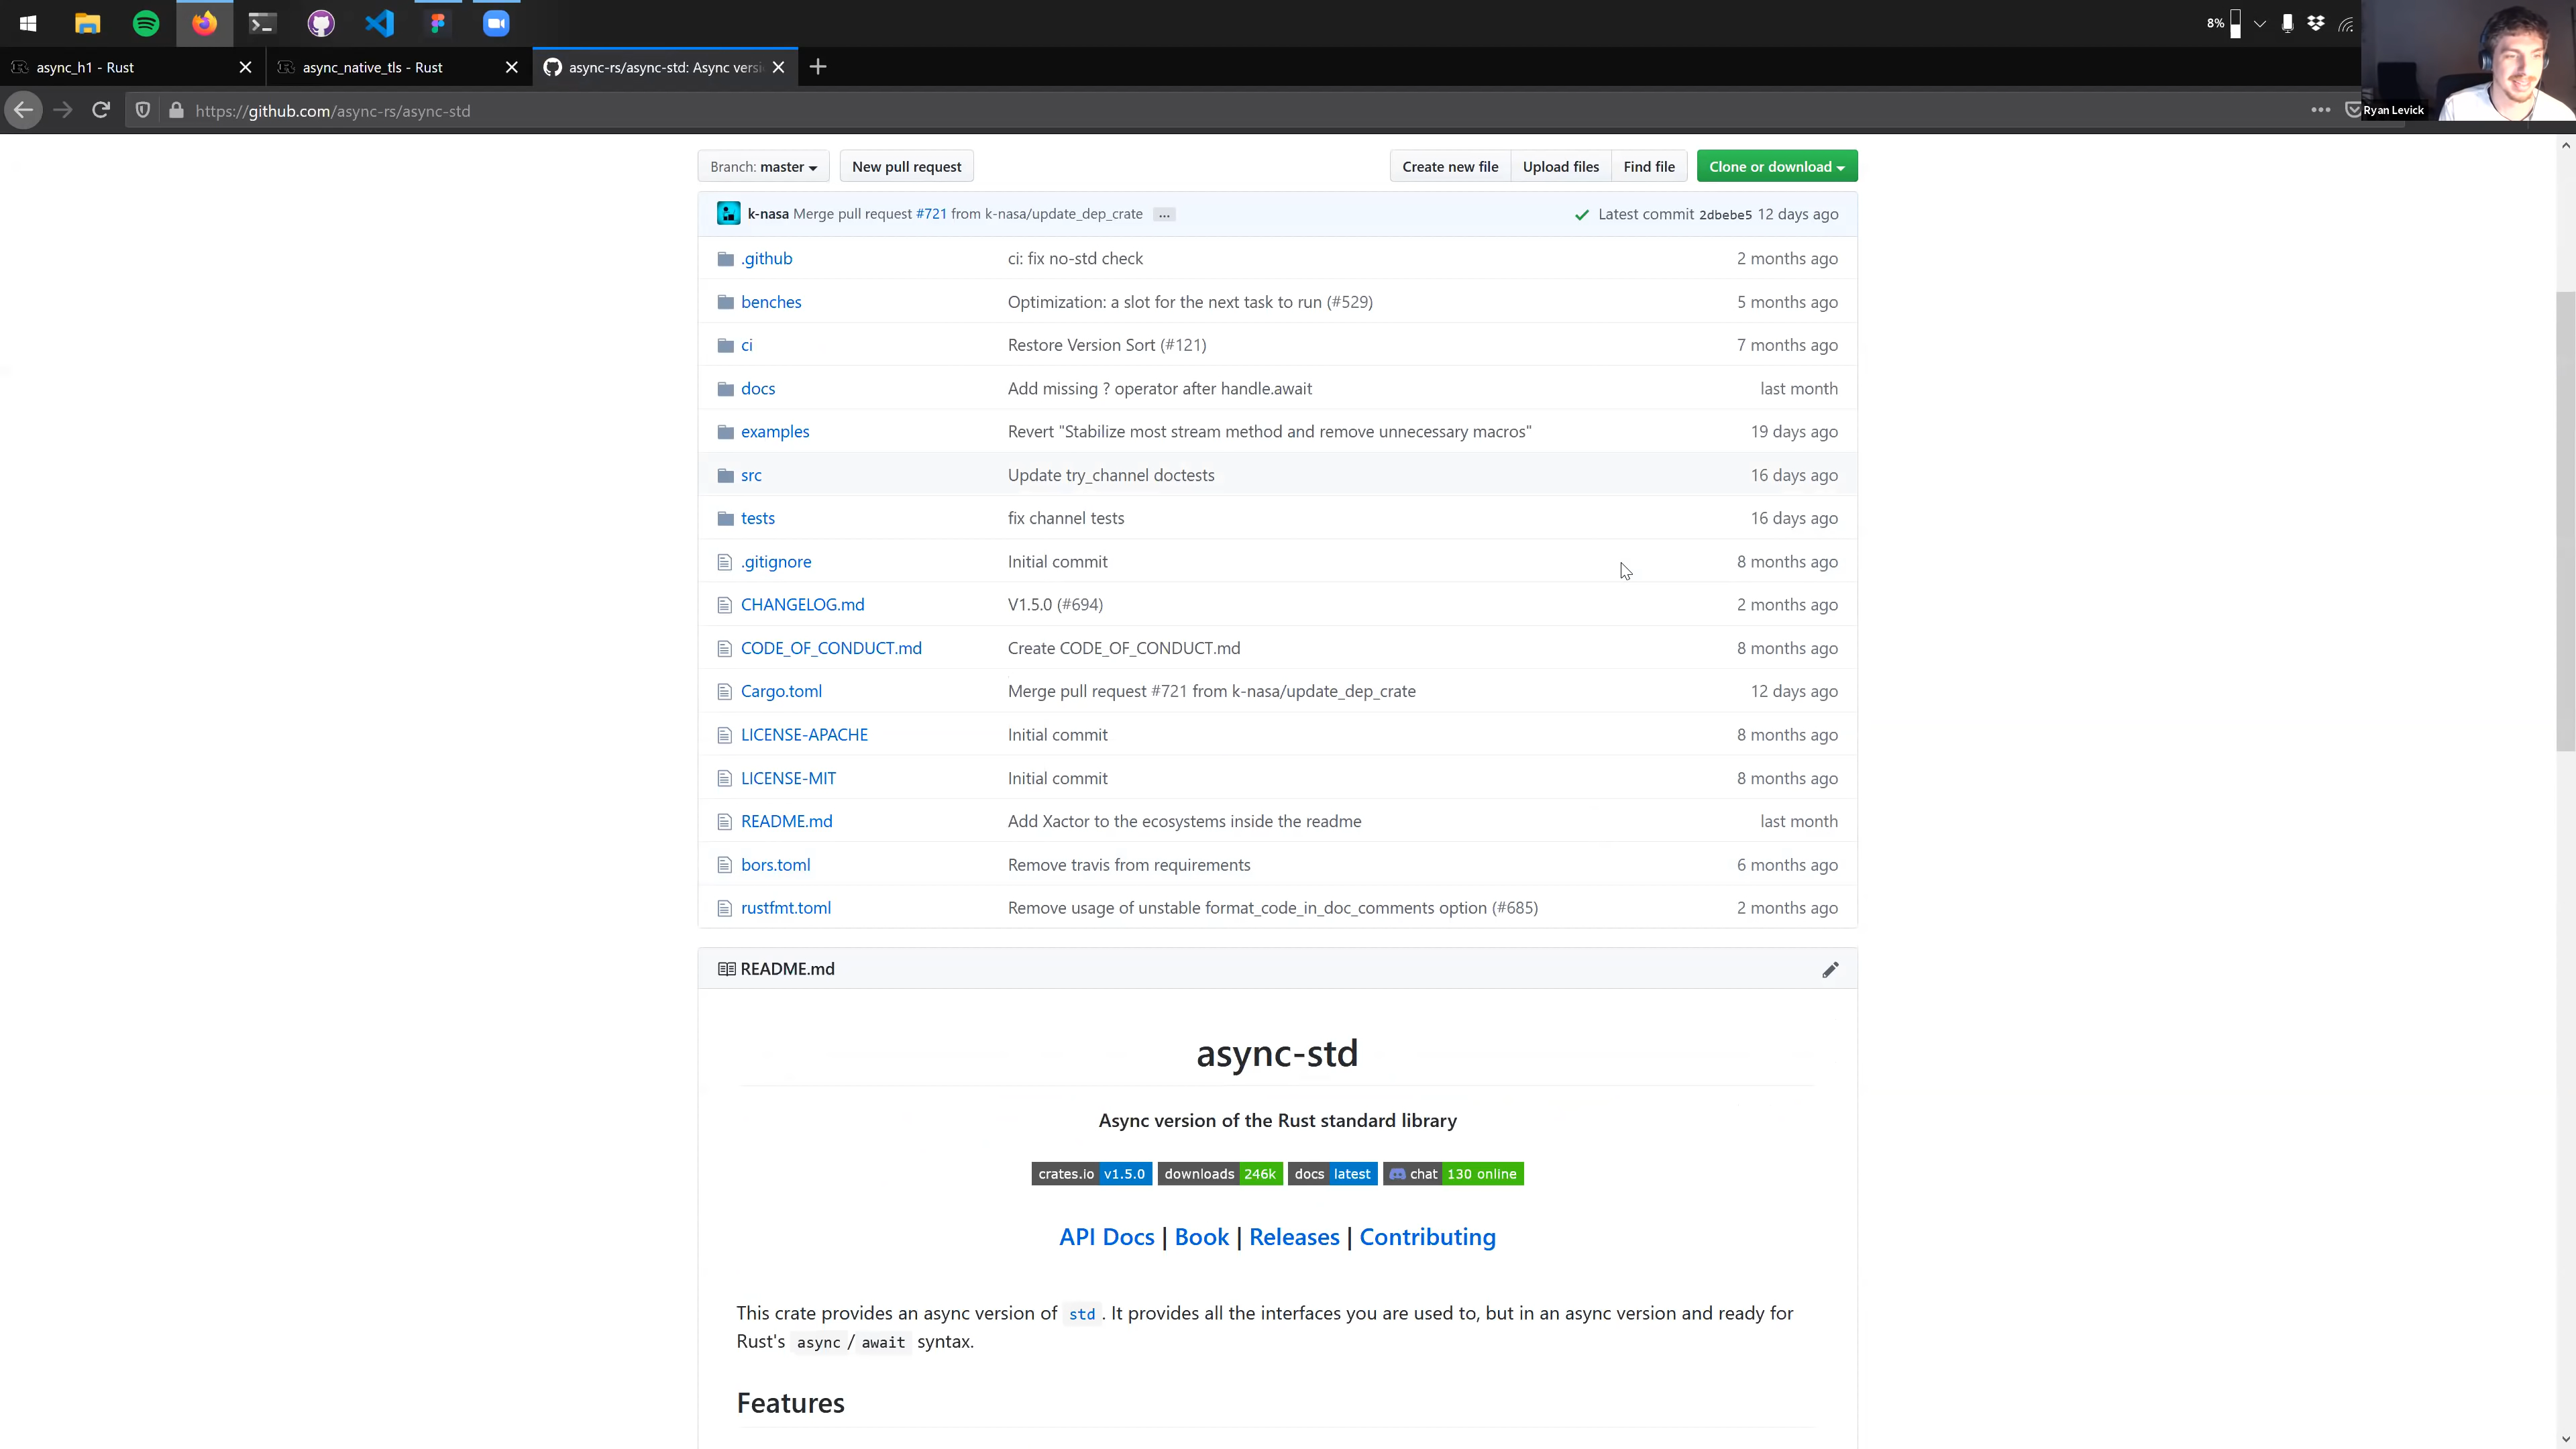 8%
async_h1 - Rust
async_native_tls - Rust
async-rs/async-std: Async versi
https://github.com/async-rs/async-std
Ryan Levick
Branch: master
New pull request
Create new file
Upload files
Find file
Clone or download
k-nasa Merge pull request #721 from k-nasa/update_dep_crate ...
Latest commit 2dbebe5 12 days ago
.github ci: fix no-std check 2 months ago
benches Optimization: a slot for the next task to run (#529) 5 months ago
ci Restore Version Sort (#121) 7 months ago
docs Add missing ? operator after handle.await last month
examples Revert "Stabilize most stream method and remove unnecessary macros" 19 days ago
src Update try_channel doctests 16 days ago
tests fix channel tests 16 days ago
.gitignore Initial commit 8 months ago
CHANGELOG.md V1.5.0 (#694) 2 months ago
CODE_OF_CONDUCT.md Create CODE_OF_CONDUCT.md 8 months ago
Cargo.toml Merge pull request #721 from k-nasa/update_dep_crate 12 days ago
LICENSE-APACHE Initial commit 8 months ago
LICENSE-MIT Initial commit 8 months ago
README.md Add Xactor to the ecosystems inside the readme last month
bors.toml Remove travis from requirements 6 months ago
rustfmt.toml Remove usage of unstable format_code_in_doc_comments option (#685) 2 months ago
README.md
async-std
Async version of the Rust standard library
crates.io v1.5.0 downloads 246k docs latest chat 130 online
API Docs | Book | Releases | Contributing
This crate provides an async version of std. It provides all the interfaces you are used to, but in an async version and ready for
Rust's async / await syntax.
Features